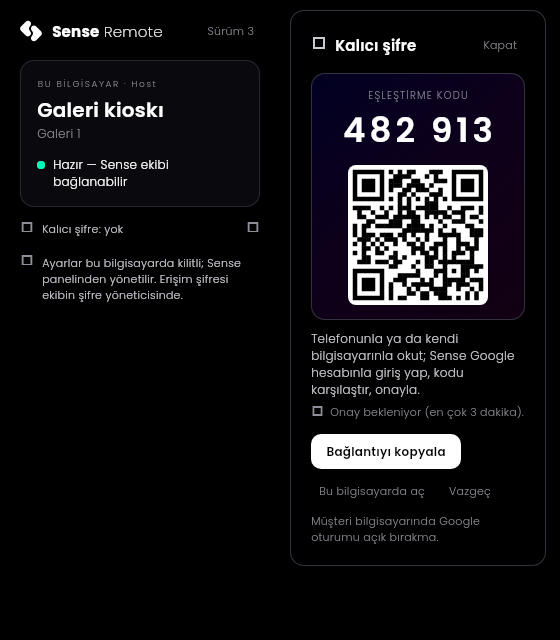 Sense Remote
Sürüm 3
BU BİLGİSAYAR · Host
Galeri kioskı
Galeri 1
Hazır — Sense ekibi
bağlanabilir
Kalıcı şifre: yok
Ayarlar bu bilgisayarda kilitli; Sense
panelinden yönetilir. Erişim şifresi
ekibin şifre yöneticisinde.
Kalıcı şifre
Kapat
EŞLEŞTİRME KODU
482 913
Telefonunla ya da kendi
bilgisayarınla okut; Sense Google
hesabınla giriş yap, kodu
karşılaştır, onayla.
Onay bekleniyor (en çok 3 dakika).
Bağlantıyı kopyala
Bu bilgisayarda aç
Vazgeç
Müşteri bilgisayarında Google
oturumu açık bırakma.